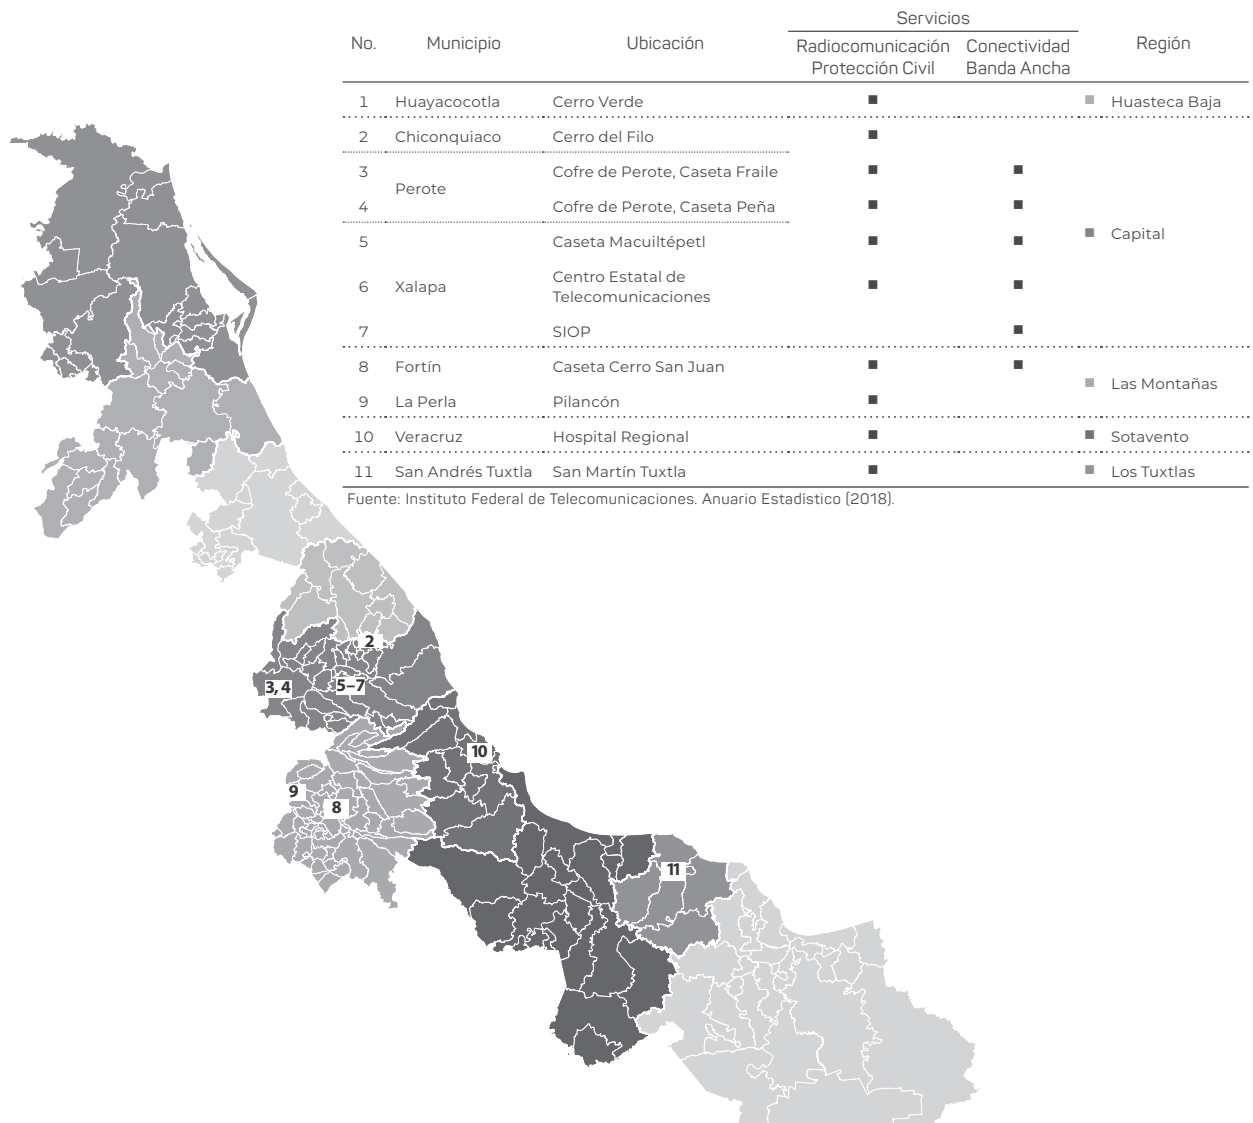 Servicios
No. Municipio Ubicación Radiocomunicación Protección Civil Conectividad Banda Ancha Región
1 Huayacocotla Cerro Verde ■ ■ Huasteca Baja
2 Chiconquiaco Cerro del Filo ■
3 Cofre de Perote, Caseta Fraile ■ ■
Perote
4 Cofre de Perote, Caseta Peña ■ ■
■ Capital
5 Caseta Macuiltépetl ■ ■
6 Xalapa Centro Estatal de Telecomunicaciones ■ ■
7 SIOP ■
8 Fortín Caseta Cerro San Juan ■ ■
■ Las Montañas
9 La Perla Pilancón ■
10 Veracruz Hospital Regional ■ ■ Sotavento
11 San Andrés Tuxtla San Martín Tuxtla ■ ■ Los Tuxtlas
Fuente: Instituto Federal de Telecomunicaciones. Anuario Estadístico (2018).
2
3, 4
5–7
10
9
8
11